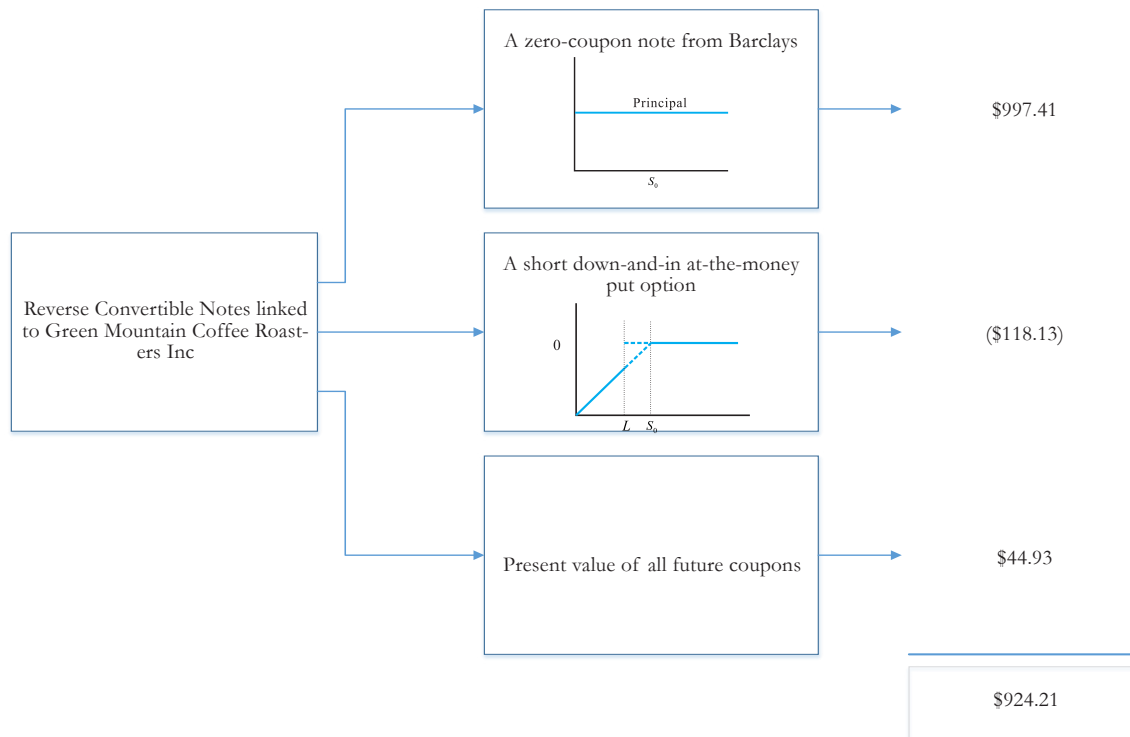 A zero-coupon note from Barclays
Principal
S₀
$997.41
Reverse Convertible Notes linked
to Green Mountain Coffee Roast-
ers Inc
A short down-and-in at-the-money
put option
0
L S₀
($118.13)
Present value of all future coupons
$44.93
$924.21